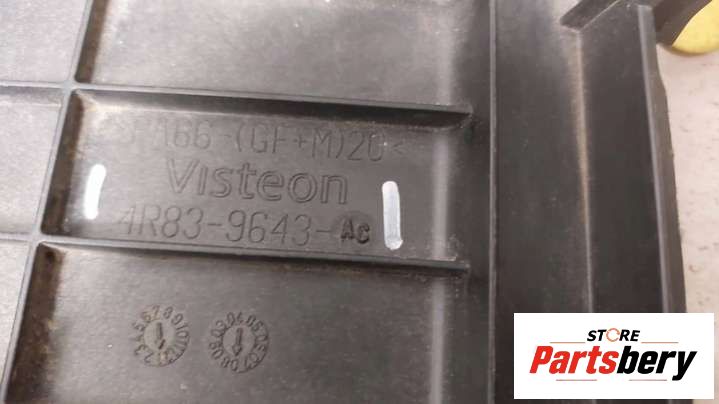 >PA66-(GF+M)20<
Visteon
4R83-9643-AC
STORE
Partsbery